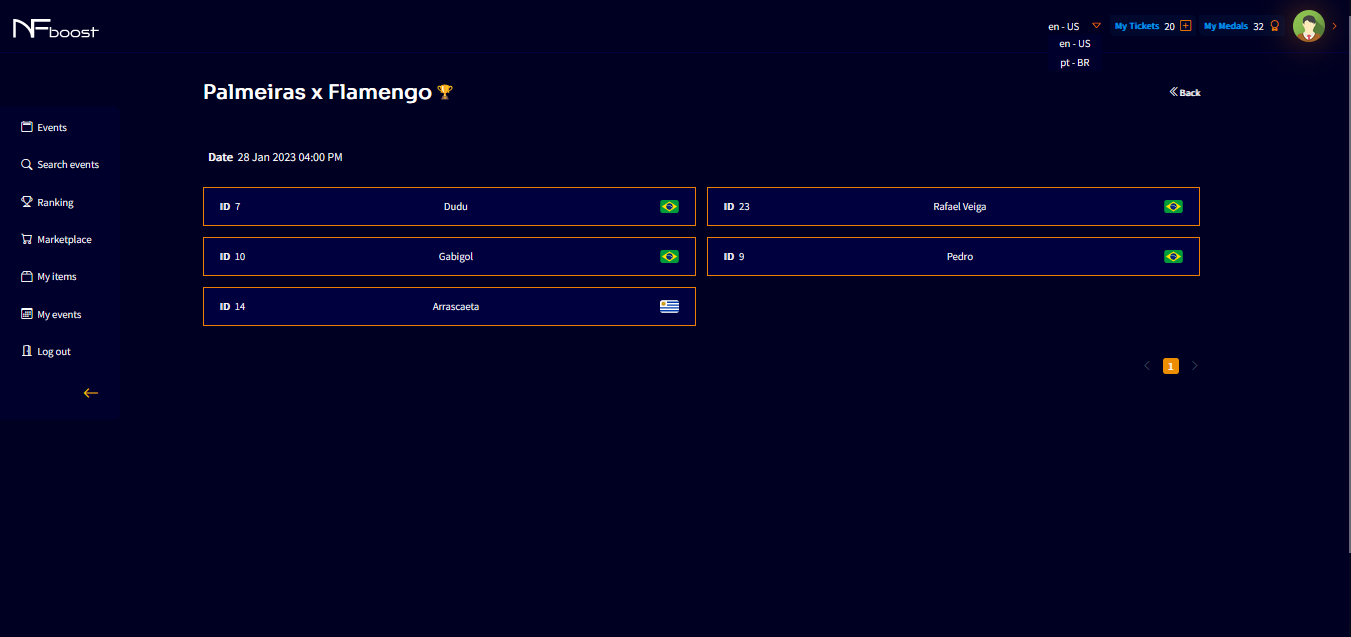 NFboost
en - US
My Tickets 20
My Medals 32
en - US
pt - BR
Palmeiras x Flamengo
Back
Events
Search events
Ranking
Marketplace
My items
My events
Log out
Date 28 Jan 2023 04:00 PM
ID 7 Dudu
ID 23 Rafael Veiga
ID 10 Gabigol
ID 9 Pedro
ID 14 Arrascaeta
1